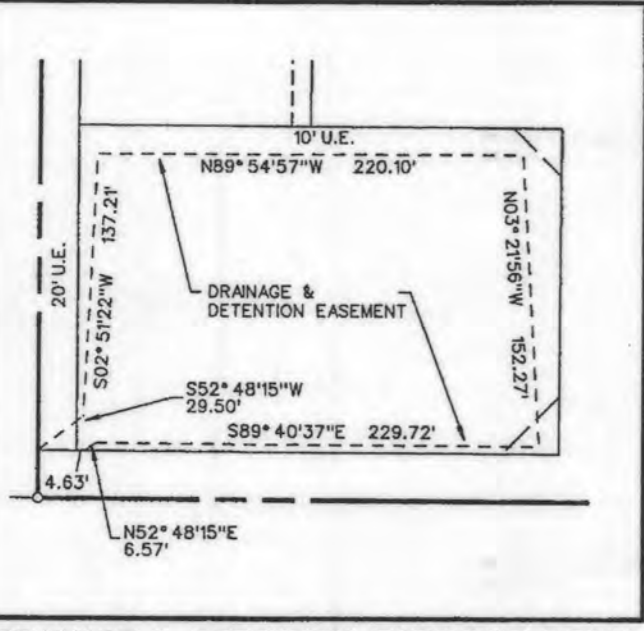 10' U.E.
N89° 54'57"W 220.10'
20' U.E.
S02° 51'22"W 137.21'
N03° 21'56"W 152.27'
DRAINAGE &
DETENTION EASEMENT
S52° 48'15"W
29.50'
S89° 40'37"E 229.72'
4.63'
N52° 48'15"E
6.57'